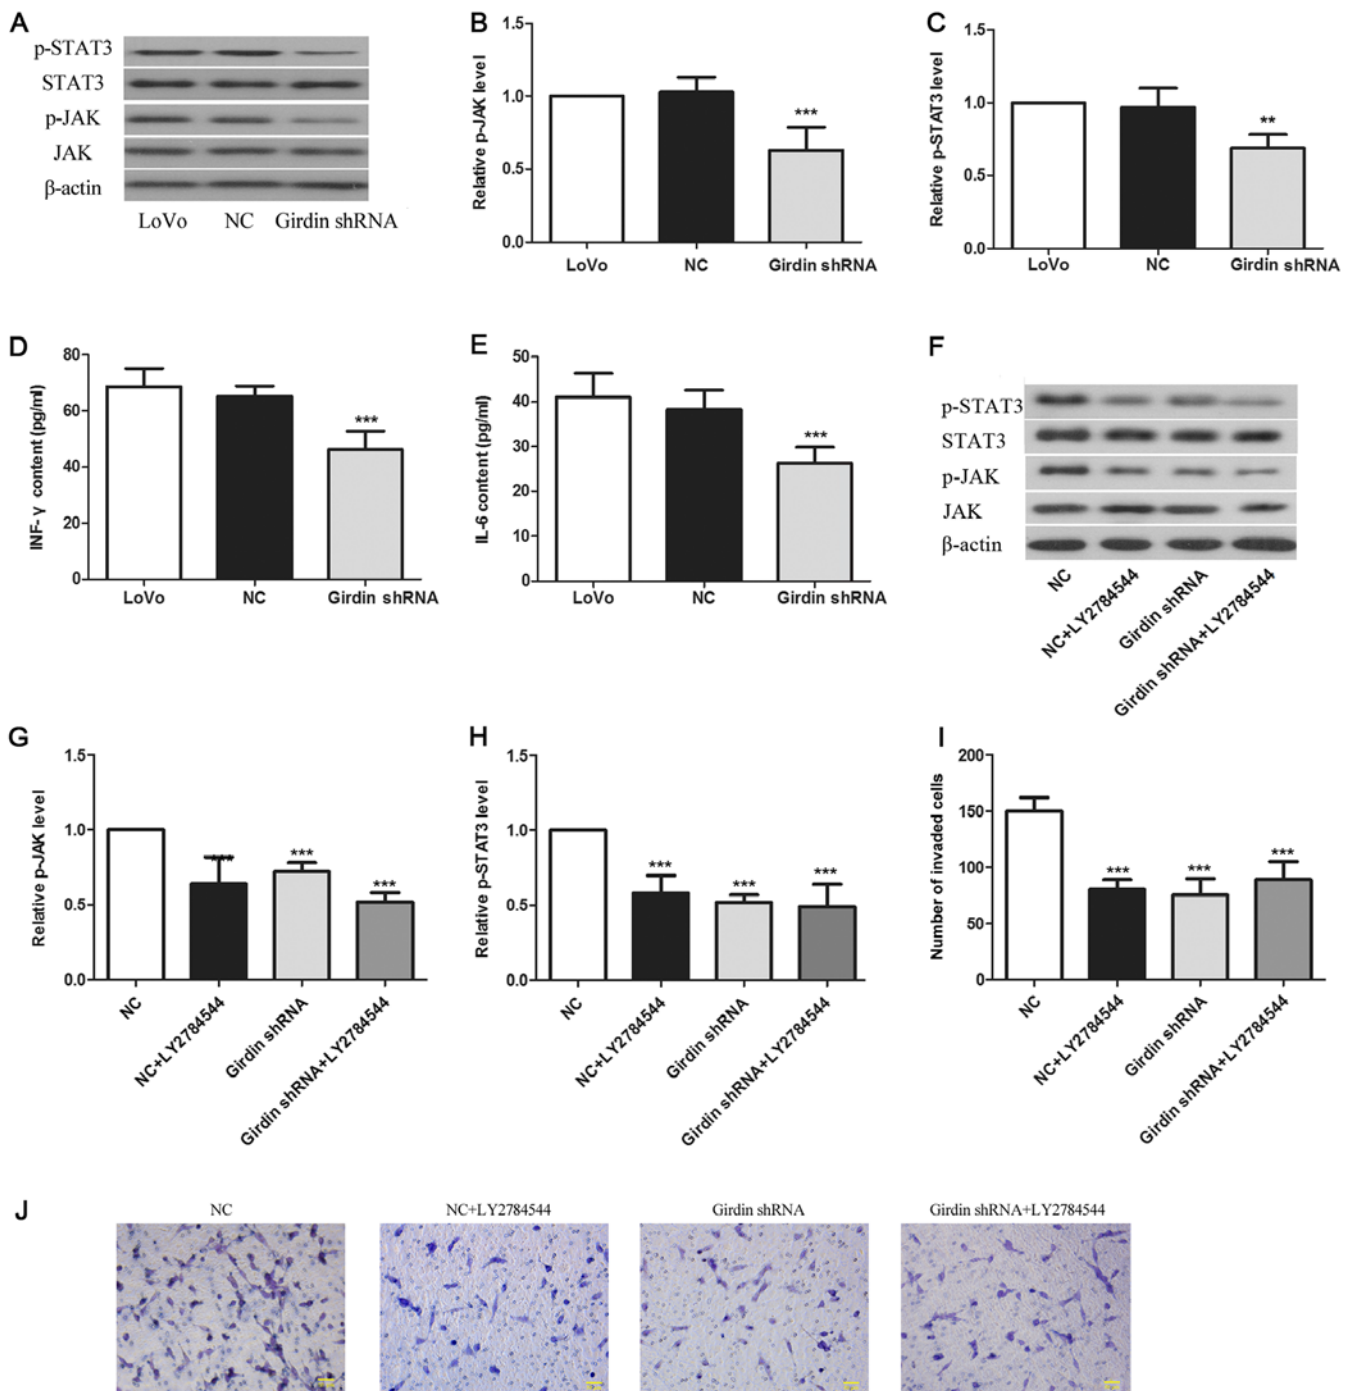 A
p-STAT3
STAT3
p-JAK
JAK
β-actin
LoVo NC Girdin shRNA
B
Relative p-JAK level
1.5
1.0
0.5
0.0
***
LoVo NC Girdin shRNA
C
Relative p-STAT3 level
1.5
1.0
0.5
0.0
**
LoVo NC Girdin shRNA
D
INF-γ content (pg/ml)
80
60
40
20
0
***
LoVo NC Girdin shRNA
E
IL-6 content (pg/ml)
50
40
30
20
10
0
***
LoVo NC Girdin shRNA
F
p-STAT3
STAT3
p-JAK
JAK
β-actin
NC
NC+LY2784544
Girdin shRNA
Girdin shRNA+LY2784544
G
Relative p-JAK level
1.5
1.0
0.5
0.0
*** *** ***
NC
NC+LY2784544
Girdin shRNA
Girdin shRNA+LY2784544
H
Relative p-STAT3 level
1.5
1.0
0.5
0.0
*** *** ***
NC
NC+LY2784544
Girdin shRNA
Girdin shRNA+LY2784544
I
Number of invaded cells
200
150
100
50
0
*** *** ***
NC
NC+LY2784544
Girdin shRNA
Girdin shRNA+LY2784544
J
NC NC+LY2784544 Girdin shRNA Girdin shRNA+LY2784544